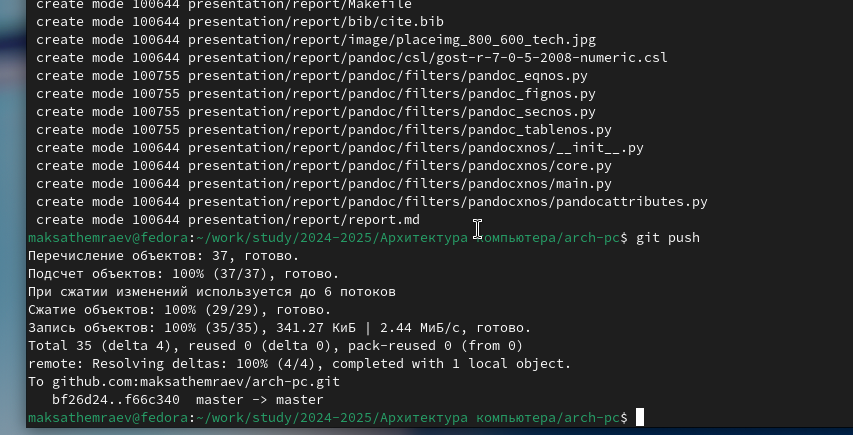 create mode 100644 presentation/report/Makefile
create mode 100644 presentation/report/bib/cite.bib
create mode 100644 presentation/report/image/placeimg_800_600_tech.jpg
create mode 100644 presentation/report/pandoc/csl/gost-r-7-0-5-2008-numeric.csl
create mode 100755 presentation/report/pandoc/filters/pandoc_eqnos.py
create mode 100755 presentation/report/pandoc/filters/pandoc_fignos.py
create mode 100755 presentation/report/pandoc/filters/pandoc_secnos.py
create mode 100755 presentation/report/pandoc/filters/pandoc_tablenos.py
create mode 100644 presentation/report/pandoc/filters/pandocxnos/__init__.py
create mode 100644 presentation/report/pandoc/filters/pandocxnos/core.py
create mode 100644 presentation/report/pandoc/filters/pandocxnos/main.py
create mode 100644 presentation/report/pandoc/filters/pandocxnos/pandocattributes.py
create mode 100644 presentation/report/report.md
maksathemraev@fedora:~/work/study/2024-2025/Архитектура компьютера/arch-pc$ git push
Перечисление объектов: 37, готово.
Подсчет объектов: 100% (37/37), готово.
При сжатии изменений используется до 6 потоков
Сжатие объектов: 100% (29/29), готово.
Запись объектов: 100% (35/35), 341.27 КиБ | 2.44 МиБ/с, готово.
Total 35 (delta 4), reused 0 (delta 0), pack-reused 0 (from 0)
remote: Resolving deltas: 100% (4/4), completed with 1 local object.
To github.com:maksathemraev/arch-pc.git
bf26d24..f66c340  master -> master
maksathemraev@fedora:~/work/study/2024-2025/Архитектура компьютера/arch-pc$